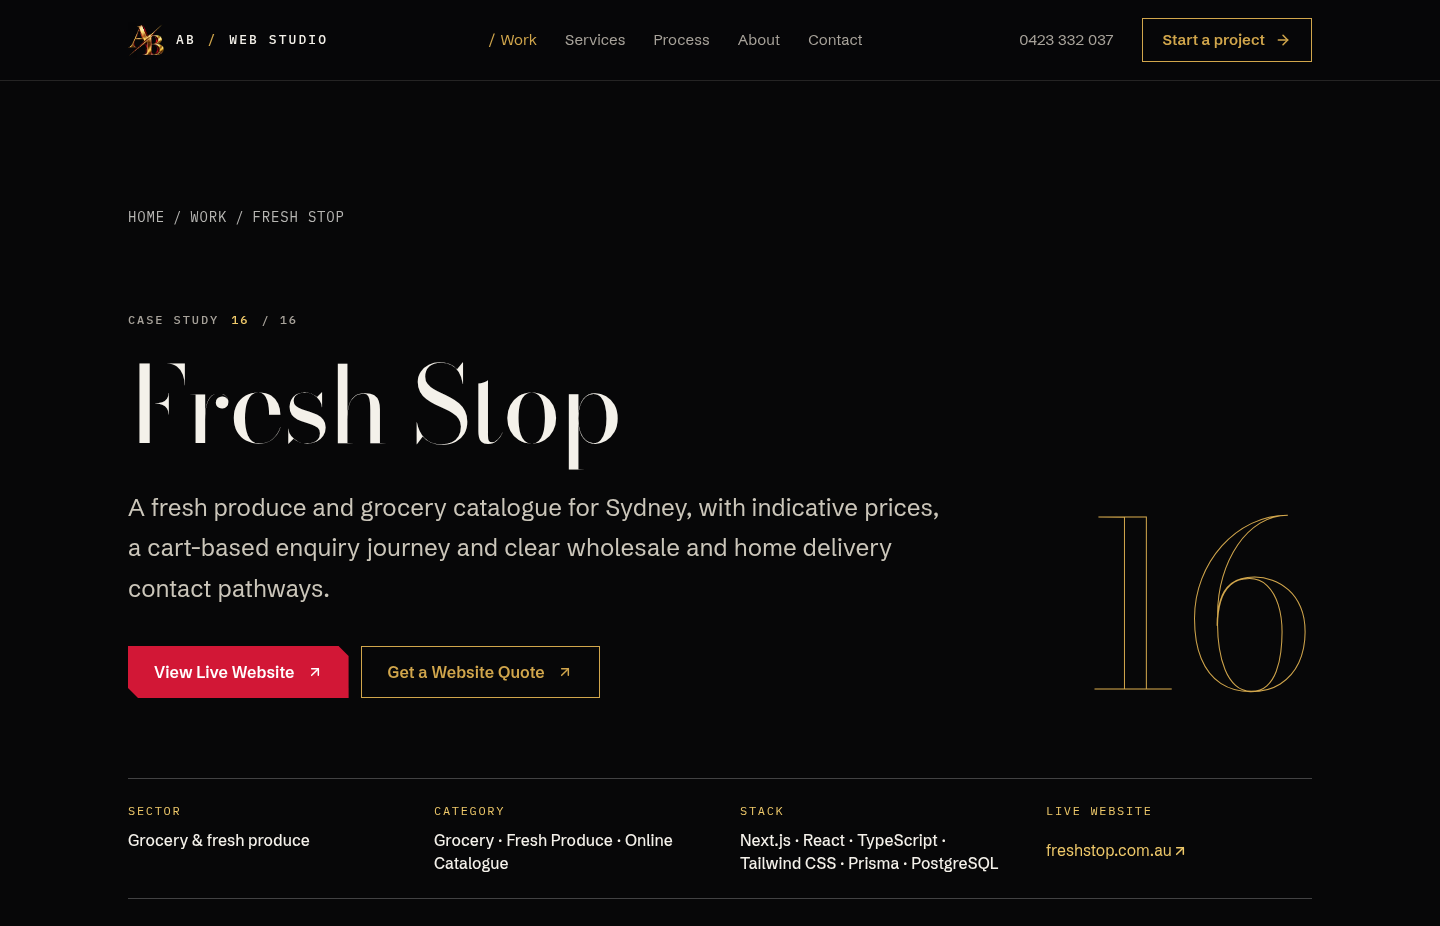 AB
AB / WEB STUDIO
/ Work
Services
Process
About
Contact
0423 332 037
Start a project →
HOME / WORK / FRESH STOP
CASE STUDY 16 / 16
Fresh Stop
A fresh produce and grocery catalogue for Sydney, with indicative prices,
a cart-based enquiry journey and clear wholesale and home delivery
contact pathways.
16
View Live Website ↗
Get a Website Quote ↗
SECTOR
Grocery & fresh produce
CATEGORY
Grocery · Fresh Produce · Online
Catalogue
STACK
Next.js · React · TypeScript ·
Tailwind CSS · Prisma · PostgreSQL
LIVE WEBSITE
freshstop.com.au ↗